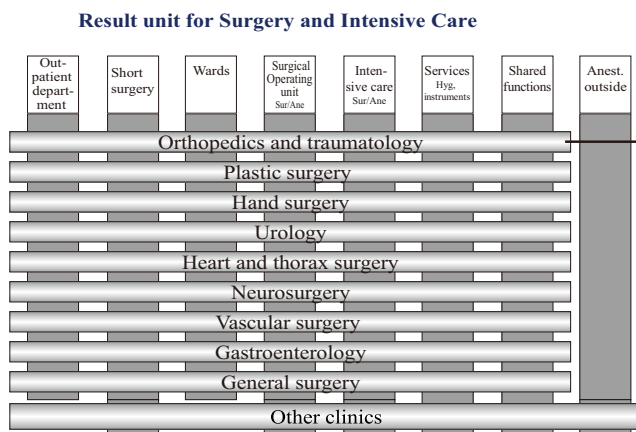 Result unit for Surgery and Intensive Care
Out-
patient
depart-
ment
Short
surgery
Wards
Surgical
Operating
unit
Sur/Ane
Inten-
sive care
Sur/Ane
Services
Hyg,
instruments
Shared
functions
Anest.
outside
Orthopedics and traumatology
Plastic surgery
Hand surgery
Urology
Heart and thorax surgery
Neurosurgery
Vascular surgery
Gastroenterology
General surgery
Other clinics